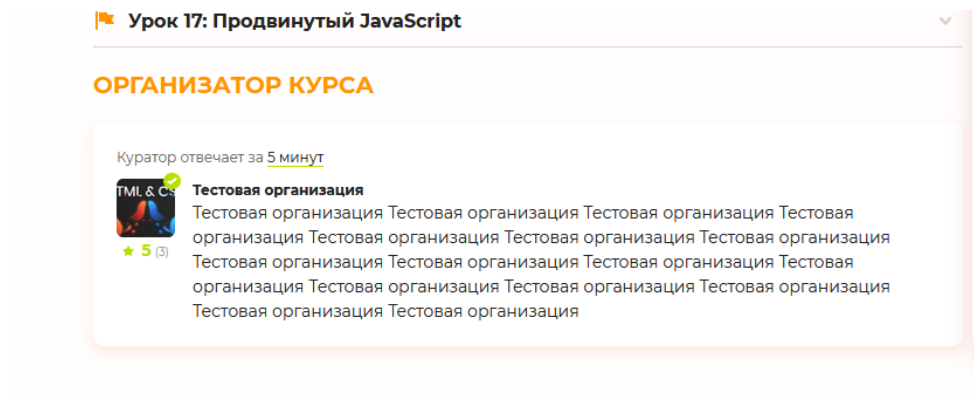 Урок 17: Продвинутый JavaScript
ОРГАНИЗАТОР КУРСА
Куратор отвечает за 5 минут
TML & CS
Тестовая организация
Тестовая организация Тестовая организация Тестовая организация Тестовая
организация Тестовая организация Тестовая организация Тестовая организация
Тестовая организация Тестовая организация Тестовая организация Тестовая
организация Тестовая организация Тестовая организация Тестовая организация
Тестовая организация Тестовая организация
5 (3)